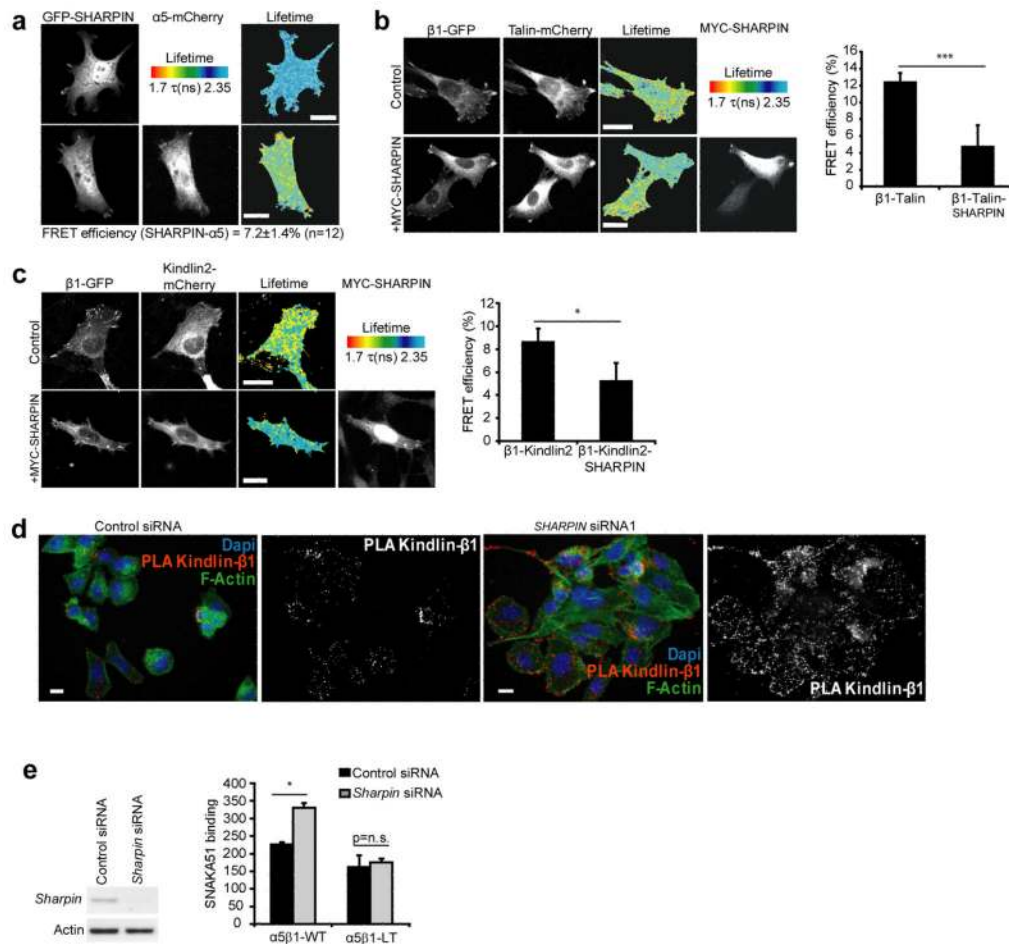 a
GFP-SHARPIN α5-mCherry Lifetime
Lifetime
1.7 τ(ns) 2.35
FRET efficiency (SHARPIN-α5) = 7.2±1.4% (n=12)
b
β1-GFP Talin-mCherry Lifetime MYC-SHARPIN
Control
Lifetime
1.7 τ(ns) 2.35
+MYC-SHARPIN
FRET efficiency (%)
14
12
10
8
6
4
2
0
***
β1-Talin β1-Talin-
SHARPIN
c
β1-GFP Kindlin2-
mCherry Lifetime MYC-SHARPIN
Control
Lifetime
1.7 τ(ns) 2.35
+MYC-SHARPIN
FRET efficiency (%)
12
10
8
6
4
2
0
*
β1-Kindlin2 β1-Kindlin2-
SHARPIN
d
Control siRNA
Dapi
PLA Kindlin-β1
F-Actin
PLA Kindlin-β1
SHARPIN siRNA1
Dapi
PLA Kindlin-β1
F-Actin
PLA Kindlin-β1
e
Control siRNA
Sharpin siRNA
Sharpin
Actin
Control siRNA
Sharpin siRNA
SNAKA51 binding
400
350
300
250
200
150
100
50
0
*
p=n.s.
α5β1-WT α5β1-LT